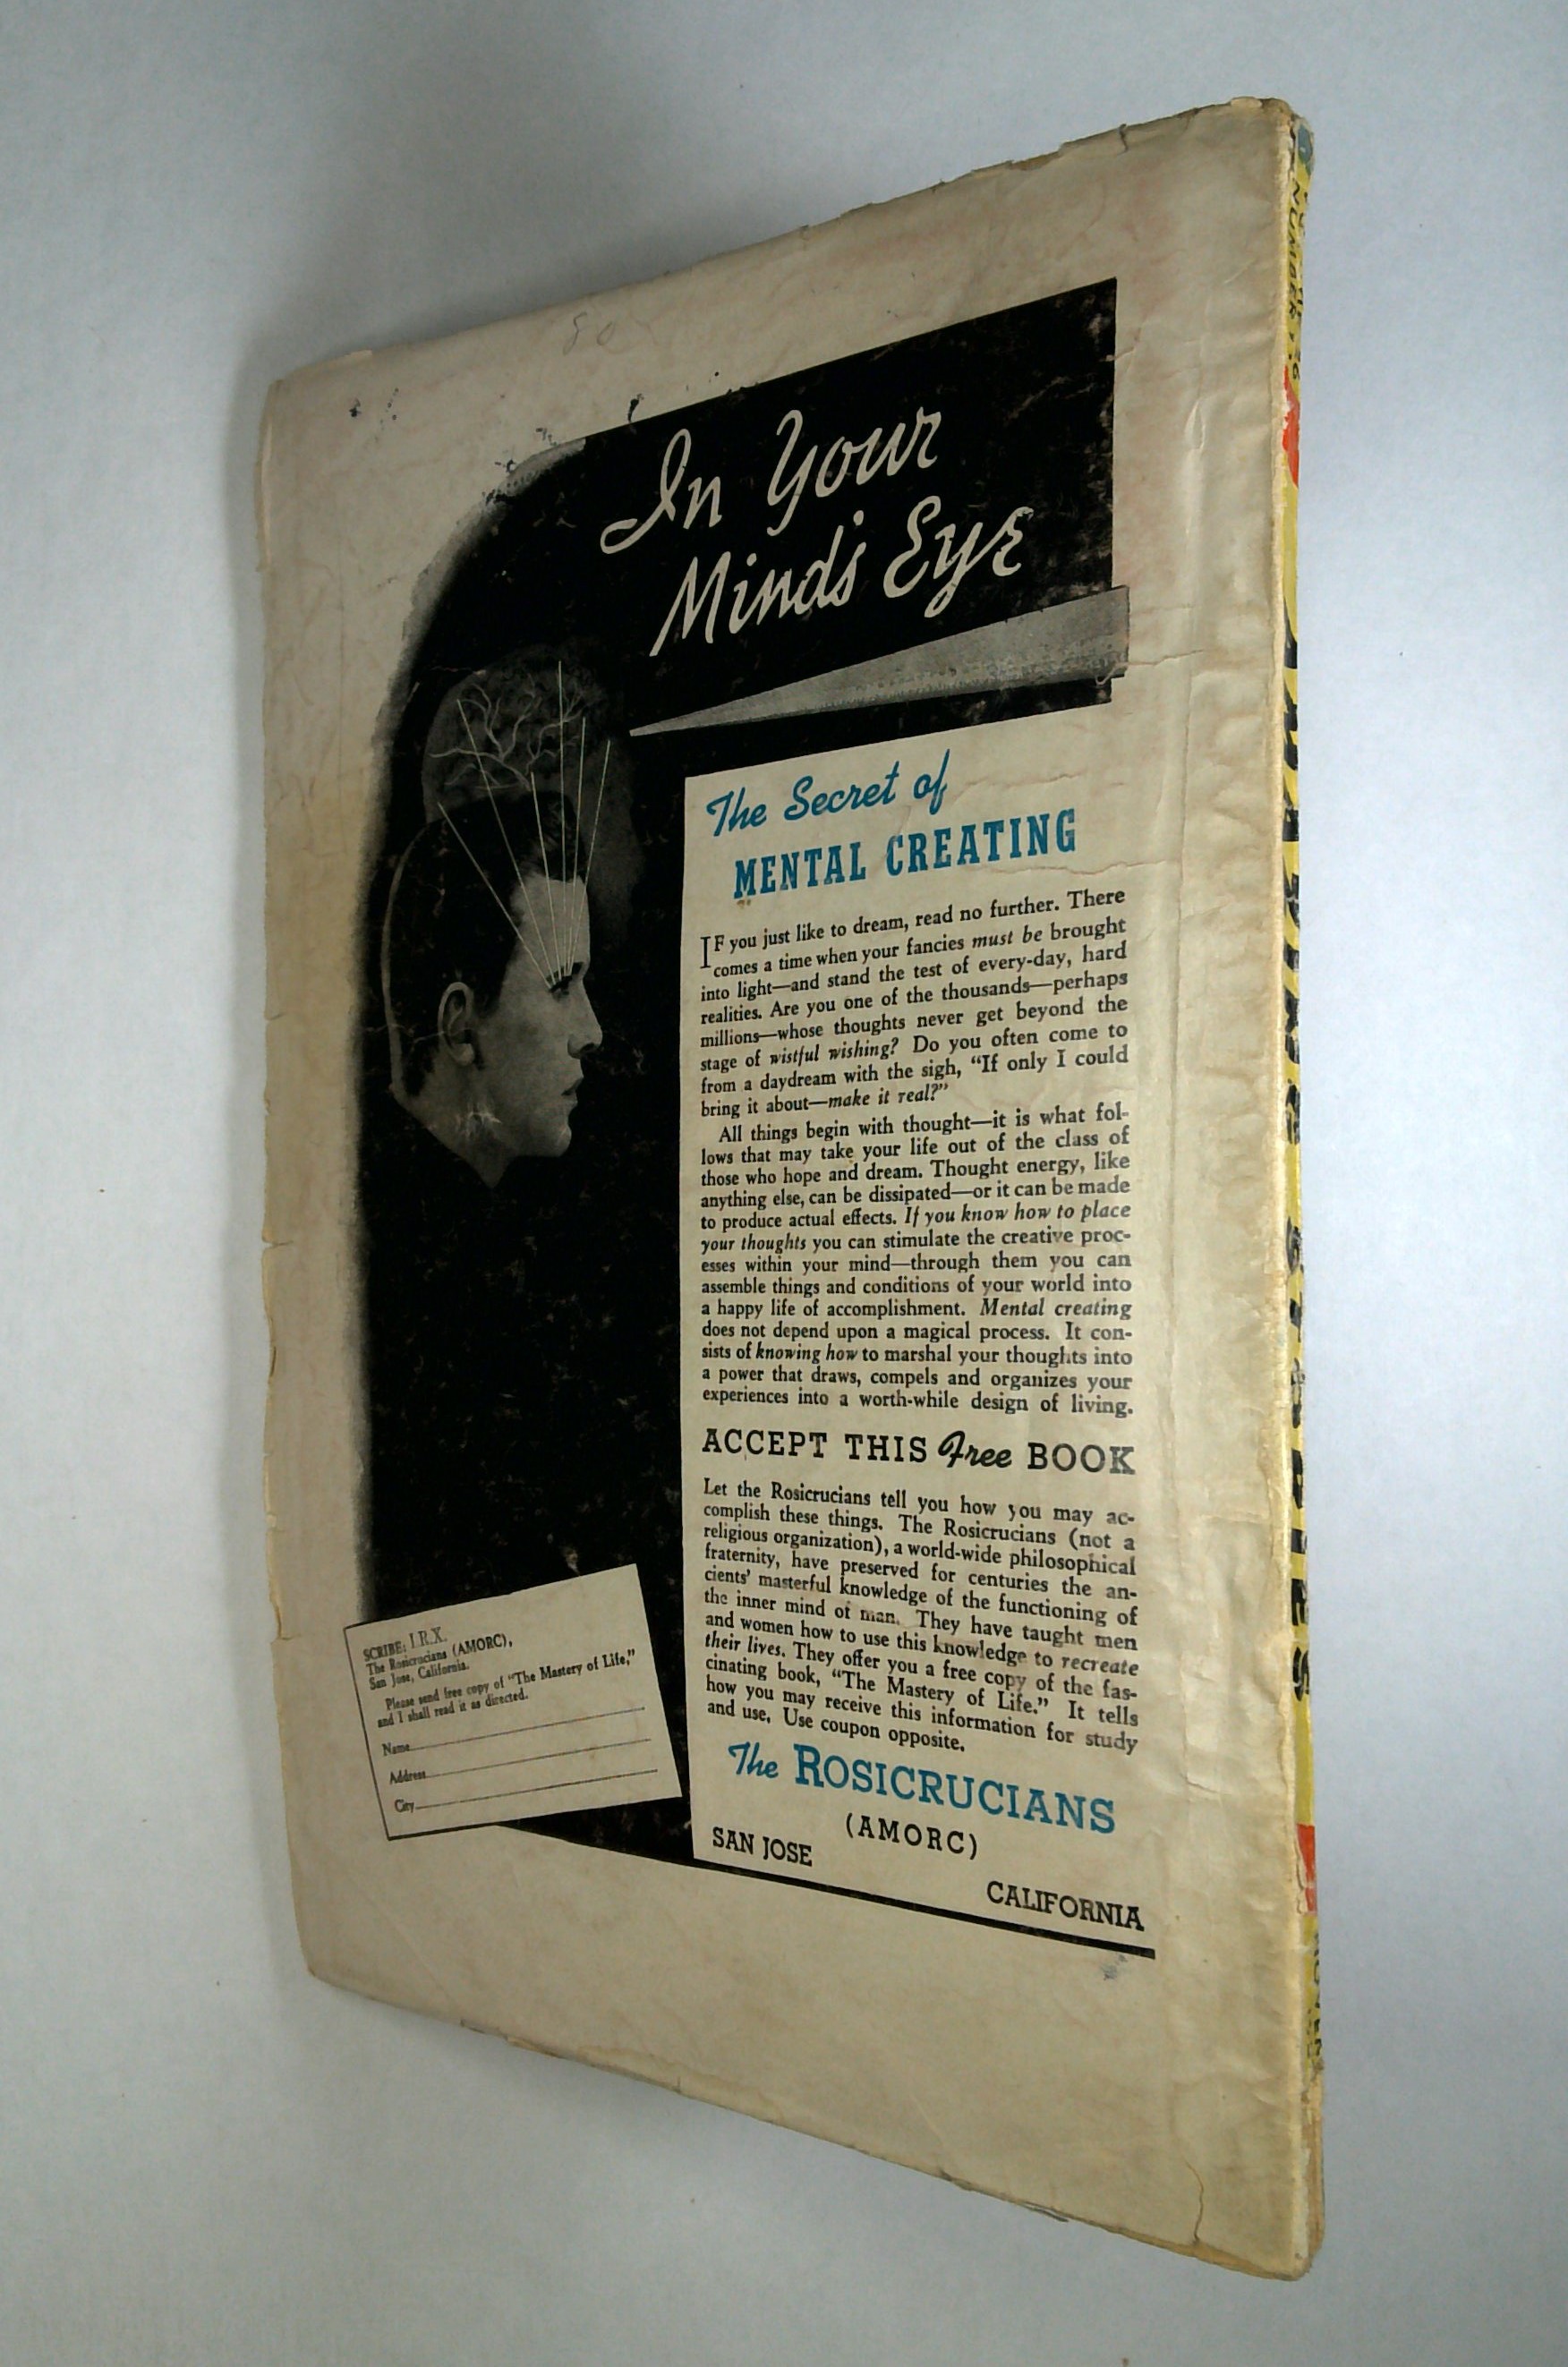 In Your
Mind's Eye
The Secret of
MENTAL CREATING
IF you just like to dream, read no further. There
comes a time when your fancies must be brought
into light—and stand the test of every-day, hard
realities. Are you one of the thousands—perhaps
millions—whose thoughts never get beyond the
stage of wistful wishing? Do you often come to
from a daydream with the sigh, "If only I could
bring it about—make it real?"
All things begin with thought—it is what fol-
lows that may take your life out of the class of
those who hope and dream. Thought energy, like
anything else, can be dissipated—or it can be made
to produce actual effects. If you know how to place
your thoughts you can stimulate the creative proc-
esses within your mind—through them you can
assemble things and conditions of your world into
a happy life of accomplishment. Mental creating
does not depend upon a magical process. It con-
sists of knowing how to marshal your thoughts into
a power that draws, compels and organizes your
experiences into a worth-while design of living.
ACCEPT THIS Free BOOK
Let the Rosicrucians tell you how you may ac-
complish these things. The Rosicrucians (not a
religious organization), a world-wide philosophical
fraternity, have preserved for centuries the an-
cients' masterful knowledge of the functioning of
the inner mind of man. They have taught men
and women how to use this knowledge to recreate
their lives. They offer you a free copy of the fas-
cinating book, "The Mastery of Life." It tells
how you may receive this information for study
and use. Use coupon opposite.
The ROSICRUCIANS
(AMORC)
SAN JOSE
CALIFORNIA
SCRIBE: I.R.X.
The Rosicrucians (AMORC),
San Jose, California.
Please send free copy of "The Mastery of Life,"
and I shall read it as directed.
Name
Address
City
NUMBER